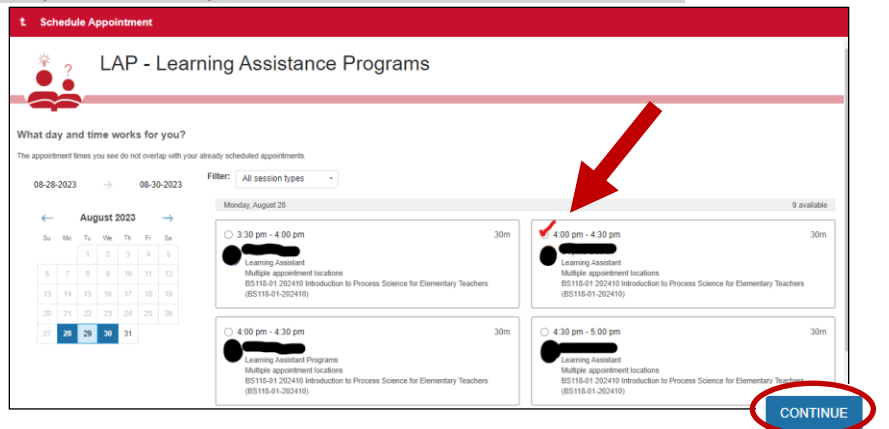 Schedule Appointment
?
LAP - Learning Assistance Programs
What day and time works for you?
The appointment times you see do not overlap with your already scheduled appointments.
08-28-2023 → 08-30-2023
Filter: All session types
← August 2023 →
Su Mo Tu We Th Fr Sa
1 2 3 4 5
6 7 8 9 10 11 12
13 14 15 16 17 18 19
20 21 22 23 24 25 26
27 28 29 30 31
Monday, August 28 9 available
3:30 pm - 4:00 pm 30m
Learning Assistant
Multiple appointment locations
BS118-01 202410 Introduction to Process Science for Elementary Teachers
(BS118-01-202410)
4:00 pm - 4:30 pm 30m
Learning Assistant
Multiple appointment locations
BS118-01 202410 Introduction to Process Science for Elementary Teachers
(BS118-01-202410)
4:00 pm - 4:30 pm 30m
Learning Assistant Programs
Multiple appointment locations
BS118-01 202410 Introduction to Process Science for Elementary Teachers
(BS118-01-202410)
4:30 pm - 5:00 pm 30m
Learning Assistant
Multiple appointment locations
BS118-01 202410 Introduction to Process Science for Elementary Teachers
(BS118-01-202410)
CONTINUE